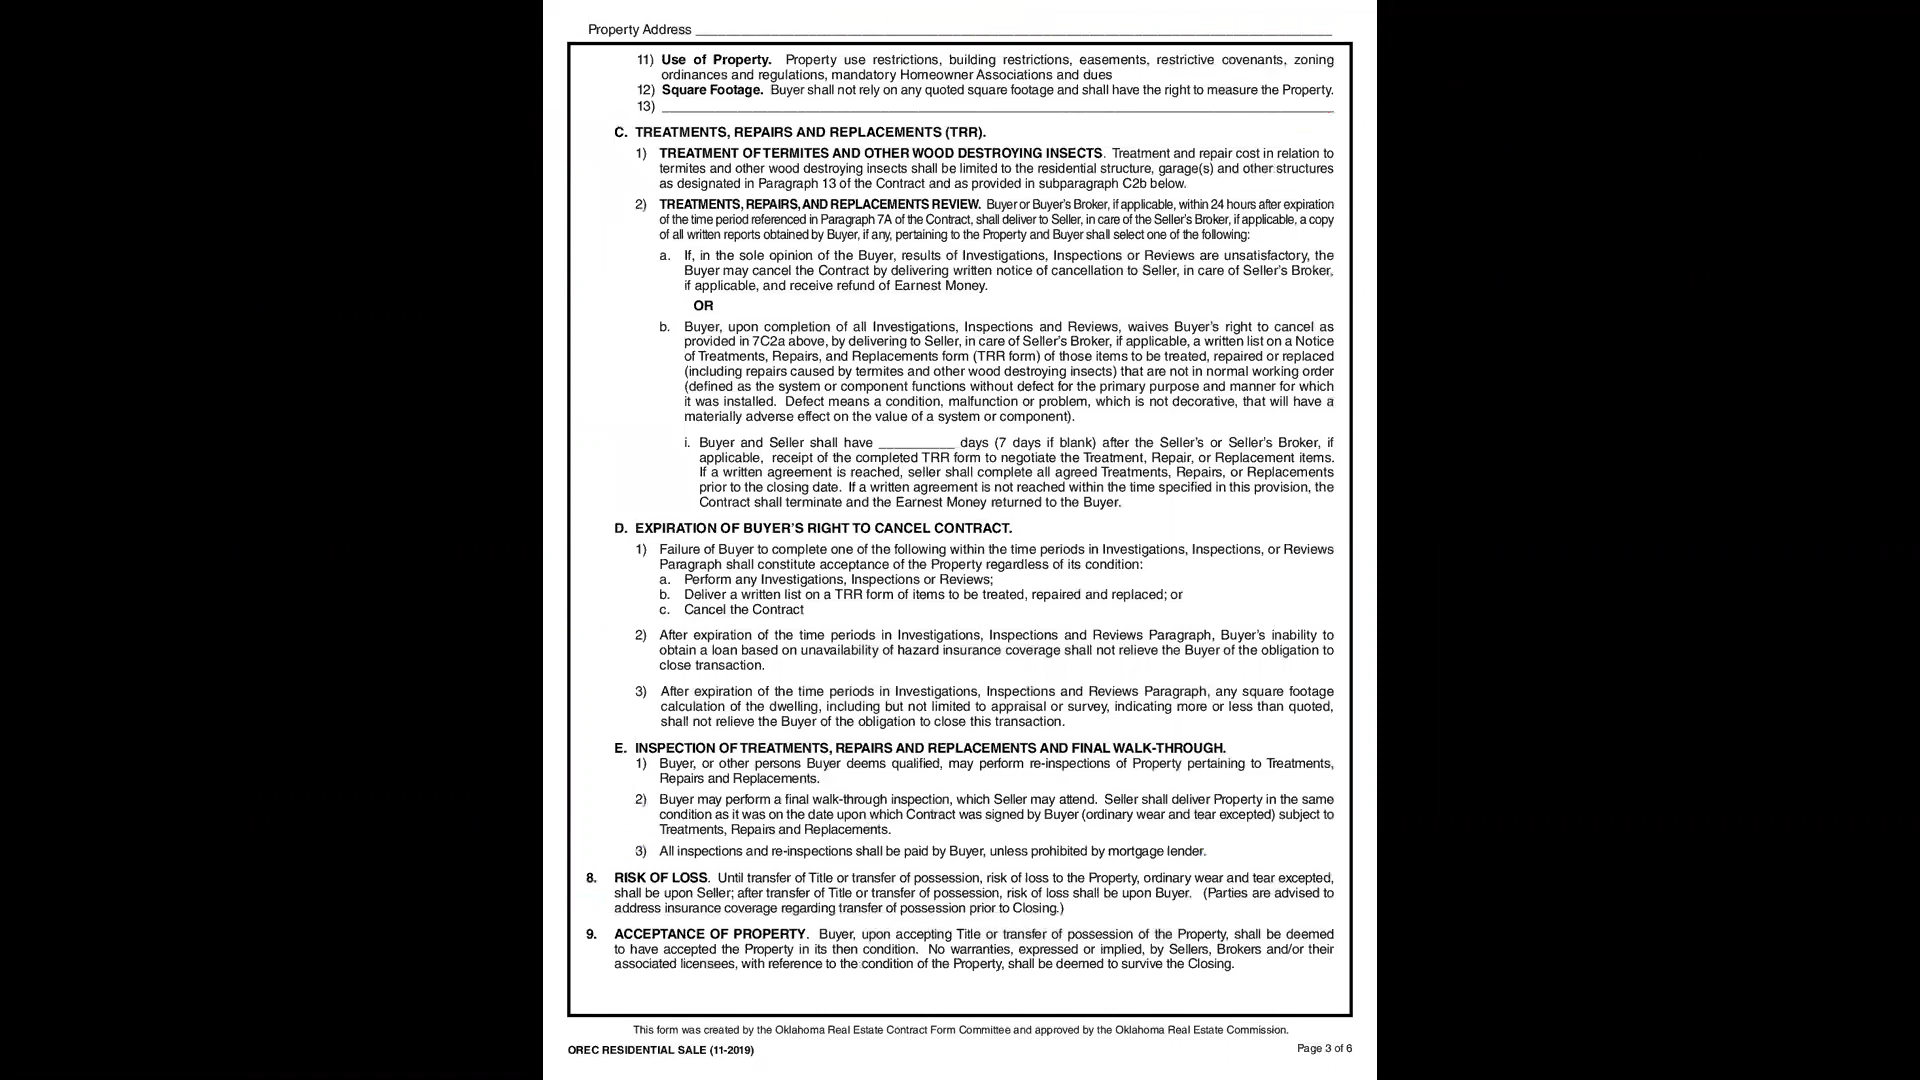 Property Address ____________________
11) Use of Property. Property use restrictions, building restrictions, easements, restrictive covenants, zoning
ordinances and regulations, mandatory Homeowner Associations and dues
12) Square Footage. Buyer shall not rely on any quoted square footage and shall have the right to measure the Property.
13) ____________________
C. TREATMENTS, REPAIRS AND REPLACEMENTS (TRR).
1) TREATMENT OF TERMITES AND OTHER WOOD DESTROYING INSECTS. Treatment and repair cost in relation to
termites and other wood destroying insects shall be limited to the residential structure, garage(s) and other structures
as designated in Paragraph 13 of the Contract and as provided in subparagraph C2b below.
2) TREATMENTS, REPAIRS, AND REPLACEMENTS REVIEW. Buyer or Buyer's Broker, if applicable, within 24 hours after expiration
of the time period referenced in Paragraph 7A of the Contract, shall deliver to Seller, in care of the Seller's Broker, if applicable, a copy
of all written reports obtained by Buyer, if any, pertaining to the Property and Buyer shall select one of the following:
a. If, in the sole opinion of the Buyer, results of Investigations, Inspections or Reviews are unsatisfactory, the
Buyer may cancel the Contract by delivering written notice of cancellation to Seller, in care of Seller's Broker,
if applicable, and receive refund of Earnest Money.
OR
b. Buyer, upon completion of all Investigations, Inspections and Reviews, waives Buyer's right to cancel as
provided in 7C2a above, by delivering to Seller, in care of Seller's Broker, if applicable, a written list on a Notice
of Treatments, Repairs, and Replacements form (TRR form) of those items to be treated, repaired or replaced
(including repairs caused by termites and other wood destroying insects) that are not in normal working order
(defined as the system or component functions without defect for the primary purpose and manner for which
it was installed. Defect means a condition, malfunction or problem, which is not decorative, that will have a
materially adverse effect on the value of a system or component).
i. Buyer and Seller shall have __________ days (7 days if blank) after the Seller's or Seller's Broker, if
applicable, receipt of the completed TRR form to negotiate the Treatment, Repair, or Replacement items.
If a written agreement is reached, seller shall complete all agreed Treatments, Repairs, or Replacements
prior to the closing date. If a written agreement is not reached within the time specified in this provision, the
Contract shall terminate and the Earnest Money returned to the Buyer.
D. EXPIRATION OF BUYER'S RIGHT TO CANCEL CONTRACT.
1) Failure of Buyer to complete one of the following within the time periods in Investigations, Inspections, or Reviews
Paragraph shall constitute acceptance of the Property regardless of its condition:
a. Perform any Investigations, Inspections or Reviews;
b. Deliver a written list on a TRR form of items to be treated, repaired and replaced; or
c. Cancel the Contract
2) After expiration of the time periods in Investigations, Inspections and Reviews Paragraph, Buyer's inability to
obtain a loan based on unavailability of hazard insurance coverage shall not relieve the Buyer of the obligation to
close transaction.
3) After expiration of the time periods in Investigations, Inspections and Reviews Paragraph, any square footage
calculation of the dwelling, including but not limited to appraisal or survey, indicating more or less than quoted,
shall not relieve the Buyer of the obligation to close this transaction.
E. INSPECTION OF TREATMENTS, REPAIRS AND REPLACEMENTS AND FINAL WALK-THROUGH.
1) Buyer, or other persons Buyer deems qualified, may perform re-inspections of Property pertaining to Treatments,
Repairs and Replacements.
2) Buyer may perform a final walk-through inspection, which Seller may attend. Seller shall deliver Property in the same
condition as it was on the date upon which Contract was signed by Buyer (ordinary wear and tear excepted) subject to
Treatments, Repairs and Replacements.
3) All inspections and re-inspections shall be paid by Buyer, unless prohibited by mortgage lender.
8. RISK OF LOSS. Until transfer of Title or transfer of possession, risk of loss to the Property, ordinary wear and tear excepted,
shall be upon Seller; after transfer of Title or transfer of possession, risk of loss shall be upon Buyer. (Parties are advised to
address insurance coverage regarding transfer of possession prior to Closing.)
9. ACCEPTANCE OF PROPERTY. Buyer, upon accepting Title or transfer of possession of the Property, shall be deemed
to have accepted the Property in its then condition. No warranties, expressed or implied, by Sellers, Brokers and/or their
associated licensees, with reference to the condition of the Property, shall be deemed to survive the Closing.
This form was created by the Oklahoma Real Estate Contract Form Committee and approved by the Oklahoma Real Estate Commission.
OREC RESIDENTIAL SALE (11-2019) Page 3 of 6